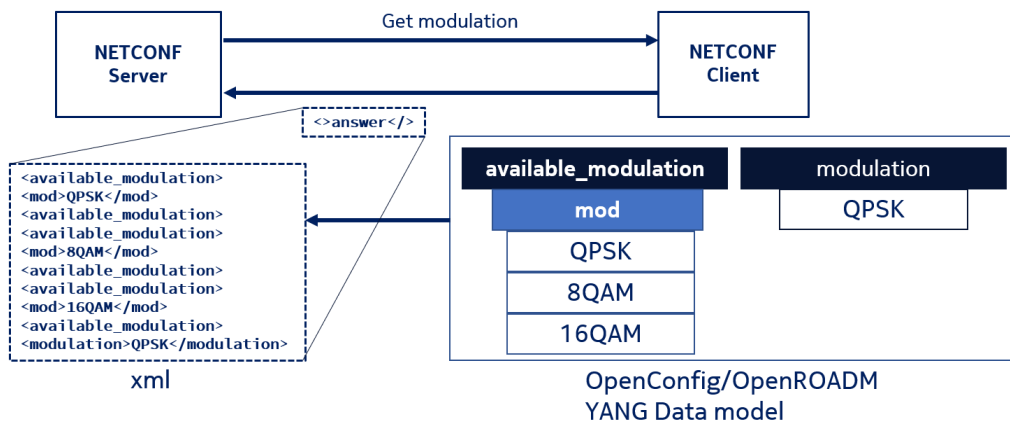 Get modulation
NETCONF
Server
NETCONF
Client
<>answer</>
<available_modulation>
<mod>QPSK</mod>
<available_modulation>
<available_modulation>
<mod>8QAM</mod>
<available_modulation>
<available_modulation>
<mod>16QAM</mod>
<available_modulation>
<modulation>QPSK</modulation>
xml
available_modulation
mod
QPSK
8QAM
16QAM
modulation
QPSK
OpenConfig/OpenROADM
YANG Data model